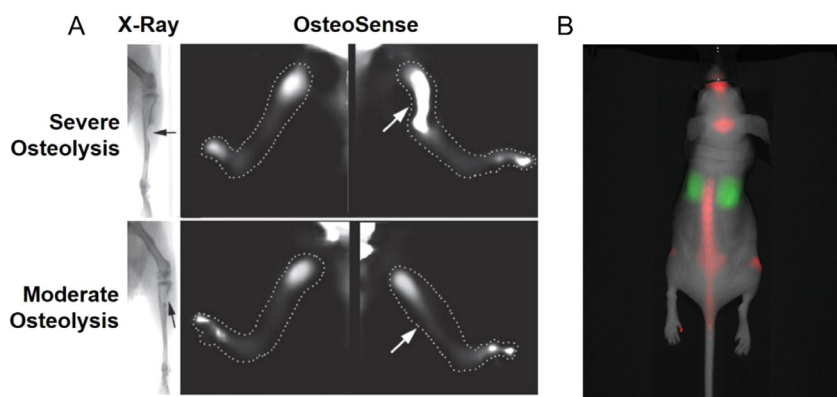 A X-Ray OsteoSense B
Severe
Osteolysis
Moderate
Osteolysis